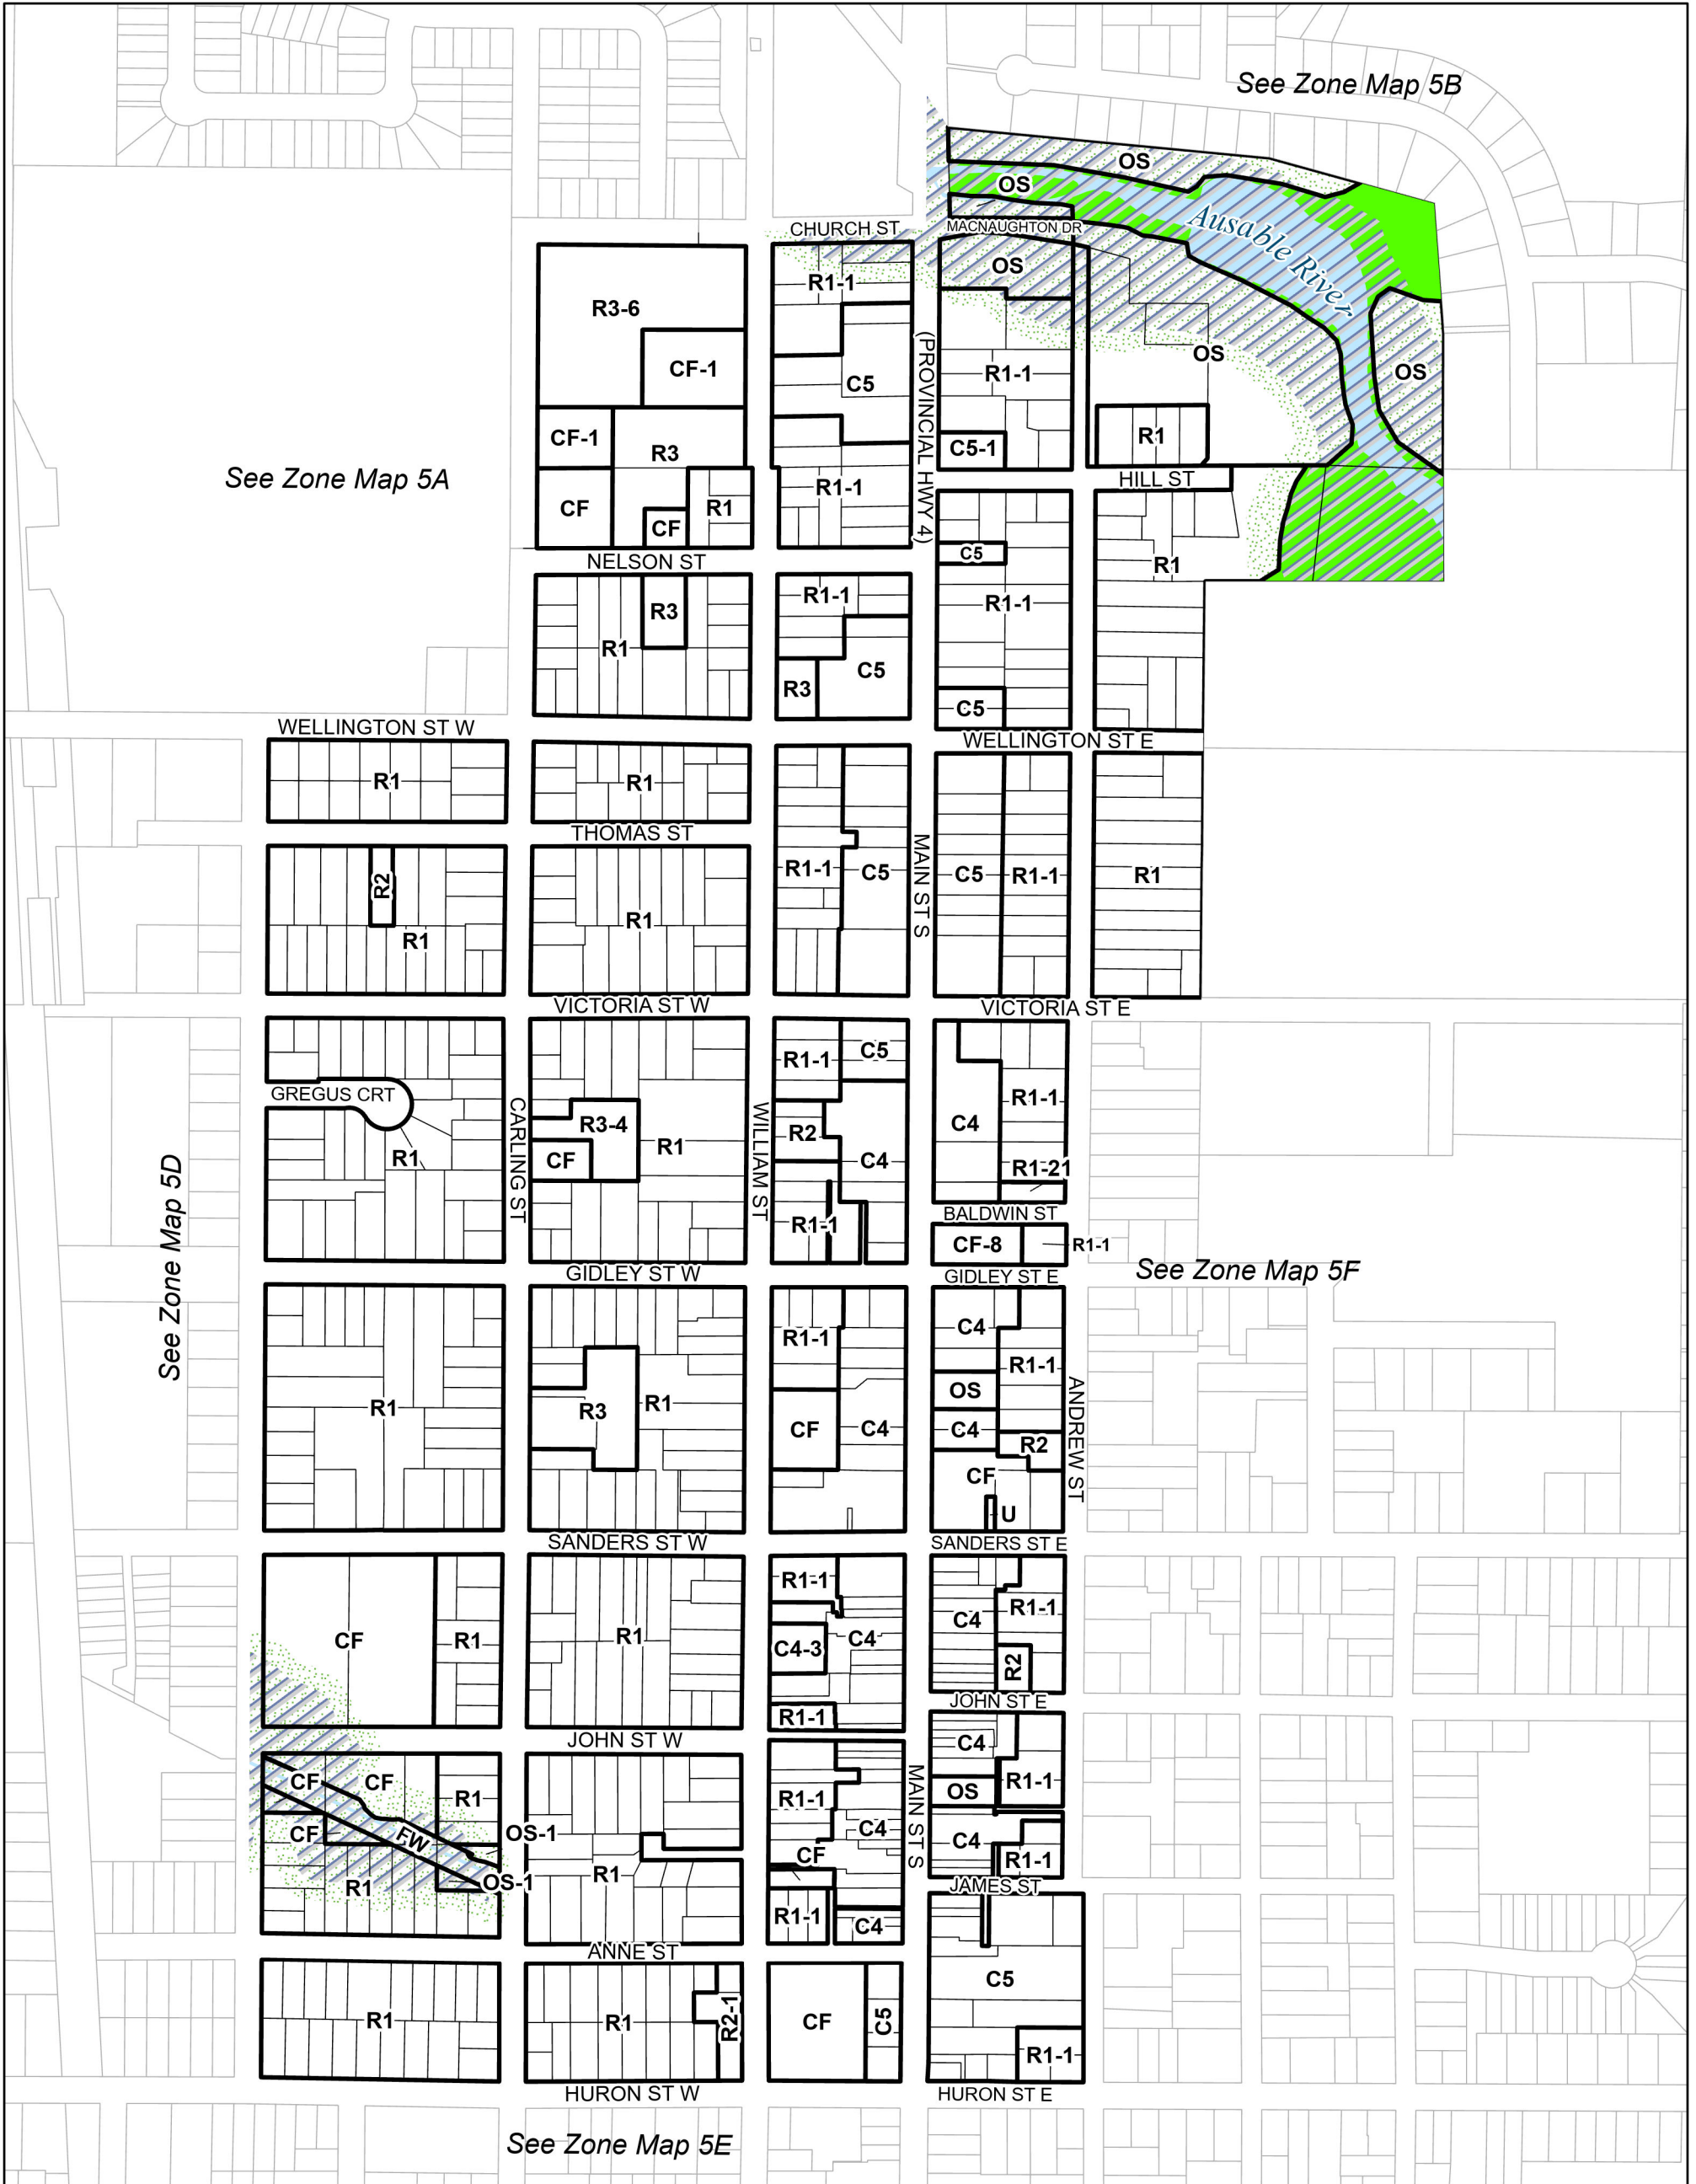 See Zone Map 5B
OS
OS
Ausable River
CHURCH ST
MACNAUGHTON DR
OS
R1-1
R3-6
OS
CF-1
C5
(PROVINCIAL HWY 4)
R1-1
OS
CF-1
R3
C5-1
R1
See Zone Map 5A
R1-1
HILL ST
CF
CF
R1
C5
NELSON ST
R1
R1-1
R1-1
R3
R1
C5
R3
C5
WELLINGTON ST W
WELLINGTON ST E
R1
R1
THOMAS ST
R2
R1-1
C5
MAIN ST S
C5
R1-1
R1
R1
R1
VICTORIA ST W
VICTORIA ST E
R1-1
C5
GREGUS CRT
R1-1
CARLING ST
R3-4
WILLIAM ST
R2
C4
R1
CF
R1
C4
R1-21
R1-1
BALDWIN ST
CF-8
R1-1
See Zone Map 5D
GIDLEY ST W
GIDLEY ST E
See Zone Map 5F
R1-1
C4
R1-1
OS
R1
R3
R1
CF
C4
C4
R2
ANDREW ST
CF
U
SANDERS ST W
SANDERS ST E
R1-1
R1-1
CF
R1
R1
C4-3
C4
C4
R2
R1-1
JOHN ST E
JOHN ST W
C4
CF
CF
R1
R1-1
OS
R1-1
MAIN ST S
CF
FW
OS-1
C4
C4
CF
R1-1
R1
OS-1
R1
JAMES ST
R1-1
C4
ANNE ST
C5
R1
R1
R2-1
CF
C5
R1-1
HURON ST W
HURON ST E
See Zone Map 5E